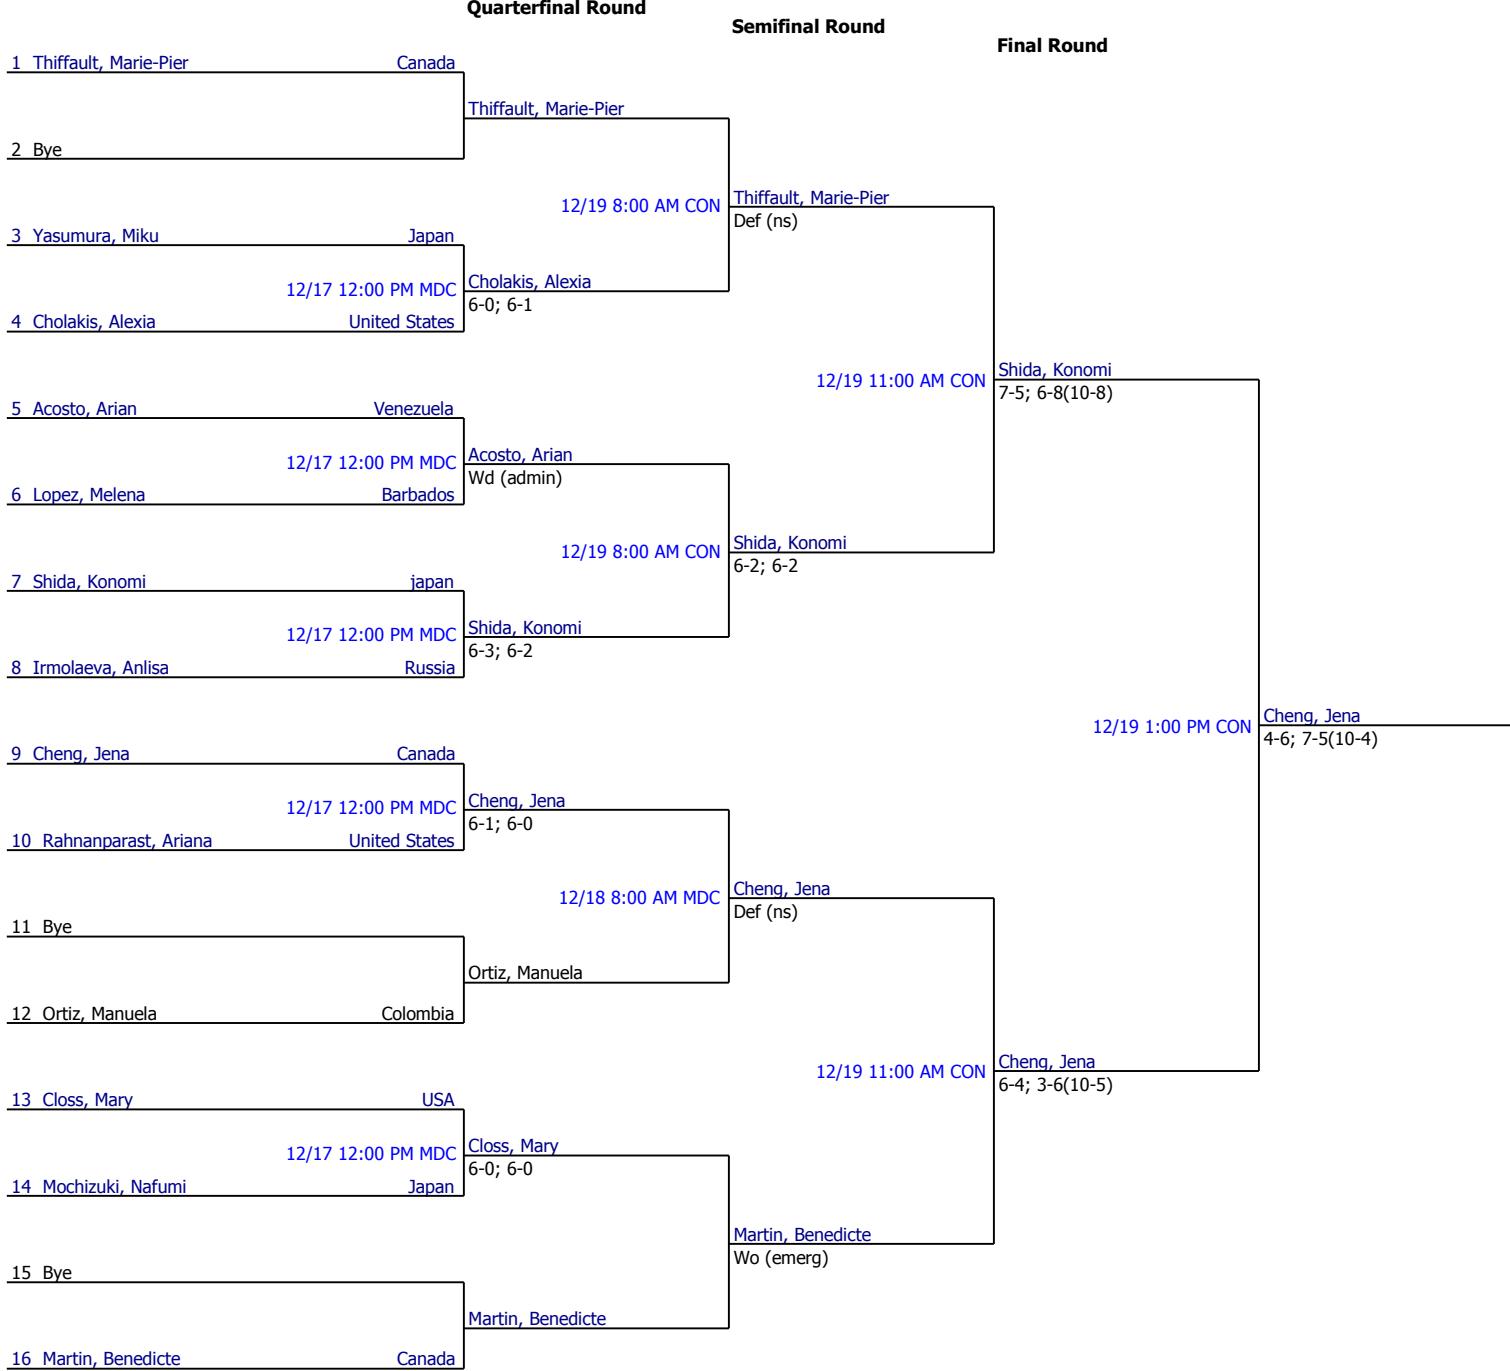 Quarterfinal Round
Semifinal Round
Final Round
1 Thiffault, Marie-Pier Canada
Thiffault, Marie-Pier
2 Bye
12/19 8:00 AM CON Thiffault, Marie-Pier
Def (ns)
3 Yasumura, Miku Japan
12/17 12:00 PM MDC Cholakis, Alexia
6-0; 6-1
4 Cholakis, Alexia United States
12/19 11:00 AM CON Shida, Konomi
7-5; 6-8(10-8)
5 Acosto, Arian Venezuela
12/17 12:00 PM MDC Acosto, Arian
Wd (admin)
6 Lopez, Melena Barbados
12/19 8:00 AM CON Shida, Konomi
6-2; 6-2
7 Shida, Konomi japan
12/17 12:00 PM MDC Shida, Konomi
6-3; 6-2
8 Irmolaeva, Anlisa Russia
12/19 1:00 PM CON Cheng, Jena
4-6; 7-5(10-4)
9 Cheng, Jena Canada
12/17 12:00 PM MDC Cheng, Jena
6-1; 6-0
10 Rahnanparast, Ariana United States
12/18 8:00 AM MDC Cheng, Jena
Def (ns)
11 Bye
Ortiz, Manuela
12 Ortiz, Manuela Colombia
12/19 11:00 AM CON Cheng, Jena
6-4; 3-6(10-5)
13 Closs, Mary USA
12/17 12:00 PM MDC Closs, Mary
6-0; 6-0
14 Mochizuki, Nafumi Japan
Martin, Benedicte
Wo (emerg)
15 Bye
Martin, Benedicte
16 Martin, Benedicte Canada